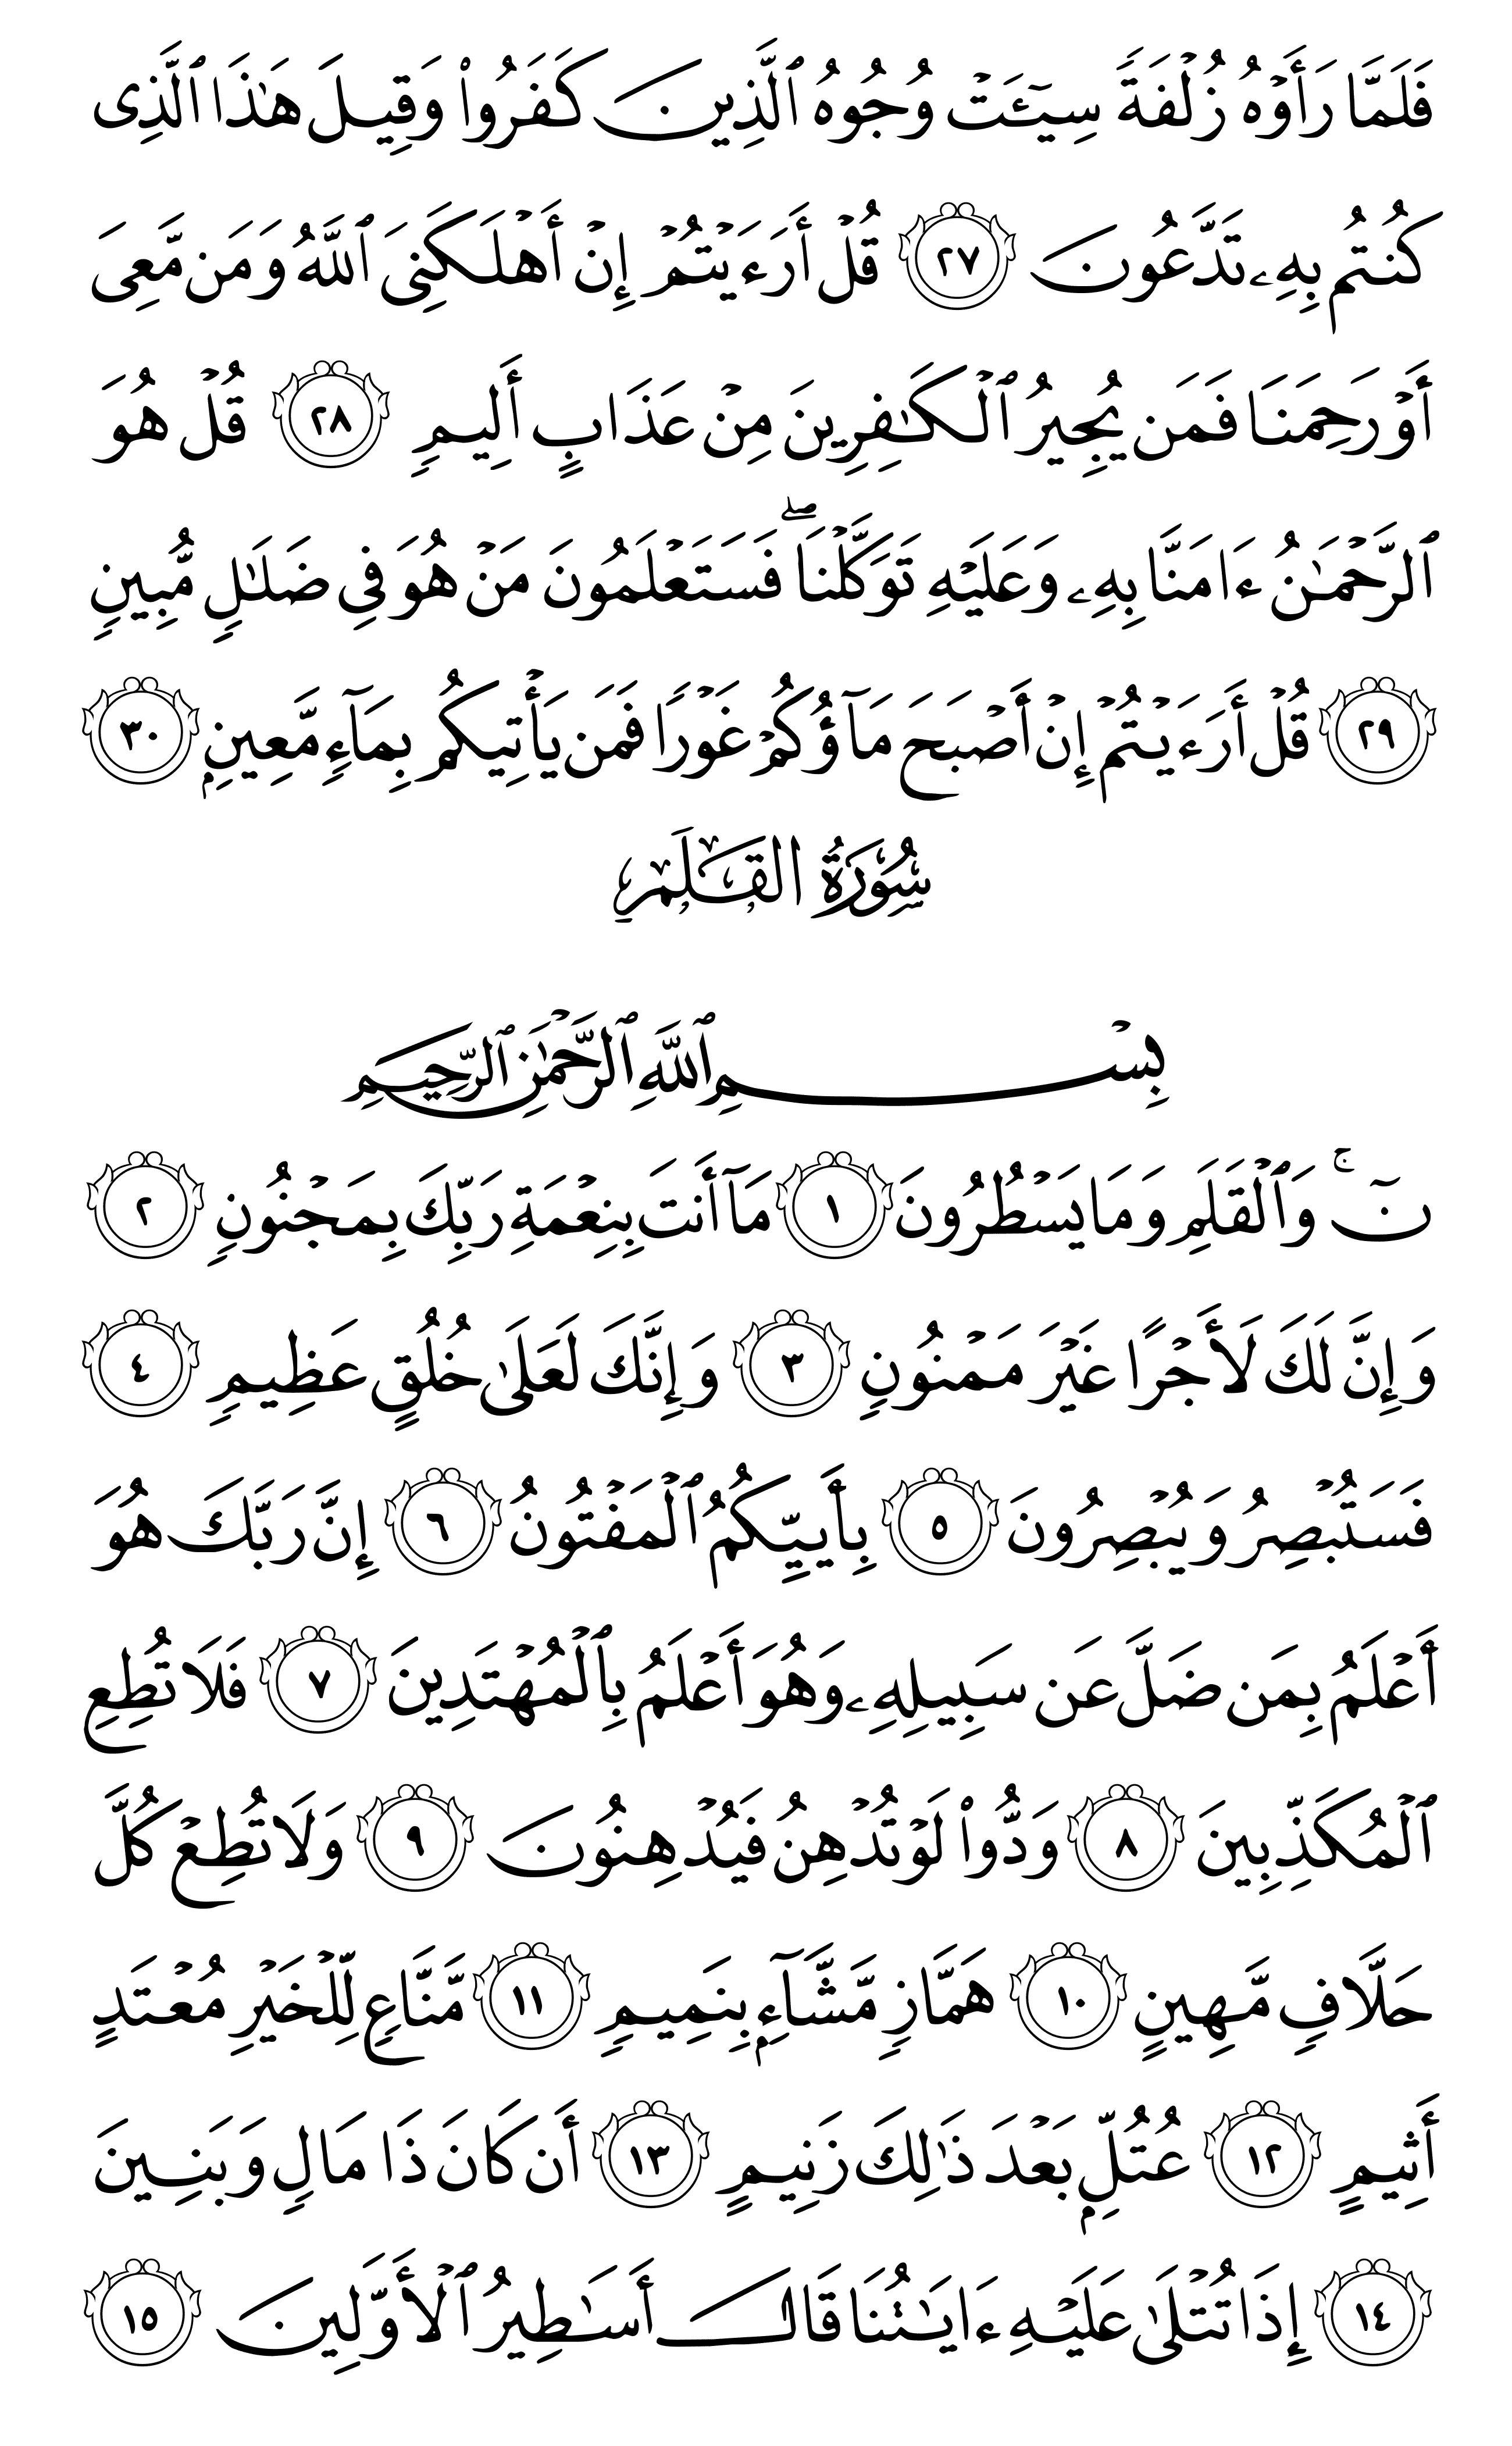 فَلَمَّا رَأَوْهُ زُلْفَةً سِيٓـَٔتْ وُجُوهُ ٱلَّذِينَ كَفَرُوا۟ وَقِيلَ هَٰذَا ٱلَّذِى
كُنتُم بِهِۦ تَدَّعُونَ ٢٧ قُلْ أَرَءَيْتُمْ إِنْ أَهْلَكَنِىَ ٱللَّهُ وَمَن مَّعِىَ
أَوْ رَحِمَنَا فَمَن يُجِيرُ ٱلْكَٰفِرِينَ مِنْ عَذَابٍ أَلِيمٍ ٢٨ قُلْ هُوَ
ٱلرَّحْمَٰنُ ءَامَنَّا بِهِۦ وَعَلَيْهِ تَوَكَّلْنَا ۖ فَسَتَعْلَمُونَ مَنْ هُوَ فِى ضَلَٰلٍ مُّبِينٍ
٢٩ قُلْ أَرَءَيْتُمْ إِنْ أَصْبَحَ مَآؤُكُمْ غَوْرًا فَمَن يَأْتِيكُم بِمَآءٍ مَّعِينٍۭ ٣٠
سُورَةُ القَلَمِ
بِسْمِ ٱللَّهِ ٱلرَّحْمَٰنِ ٱلرَّحِيمِ
نٓ ۚ وَٱلْقَلَمِ وَمَا يَسْطُرُونَ ١ مَآ أَنتَ بِنِعْمَةِ رَبِّكَ بِمَجْنُونٍ ٢
وَإِنَّ لَكَ لَأَجْرًا غَيْرَ مَمْنُونٍ ٣ وَإِنَّكَ لَعَلَىٰ خُلُقٍ عَظِيمٍ ٤
فَسَتُبْصِرُ وَيُبْصِرُونَ ٥ بِأَييِّكُمُ ٱلْمَفْتُونُ ٦ إِنَّ رَبَّكَ هُوَ
أَعْلَمُ بِمَن ضَلَّ عَن سَبِيلِهِۦ وَهُوَ أَعْلَمُ بِٱلْمُهْتَدِينَ ٧ فَلَا تُطِعِ
ٱلْمُكَذِّبِينَ ٨ وَدُّوا۟ لَوْ تُدْهِنُ فَيُدْهِنُونَ ٩ وَلَا تُطِعْ كُلَّ
حَلَّافٍ مَّهِينٍ ١٠ هَمَّازٍ مَّشَّآءٍۭ بِنَمِيمٍ ١١ مَّنَّاعٍ لِّلْخَيْرِ مُعْتَدٍ
أَثِيمٍ ١٢ عُتُلٍّۭ بَعْدَ ذَٰلِكَ زَنِيمٍ ١٣ أَن كَانَ ذَا مَالٍ وَبَنِينَ
١٤ إِذَا تُتْلَىٰ عَلَيْهِ ءَايَٰتُنَا قَالَ أَسَٰطِيرُ ٱلْأَوَّلِينَ ١٥